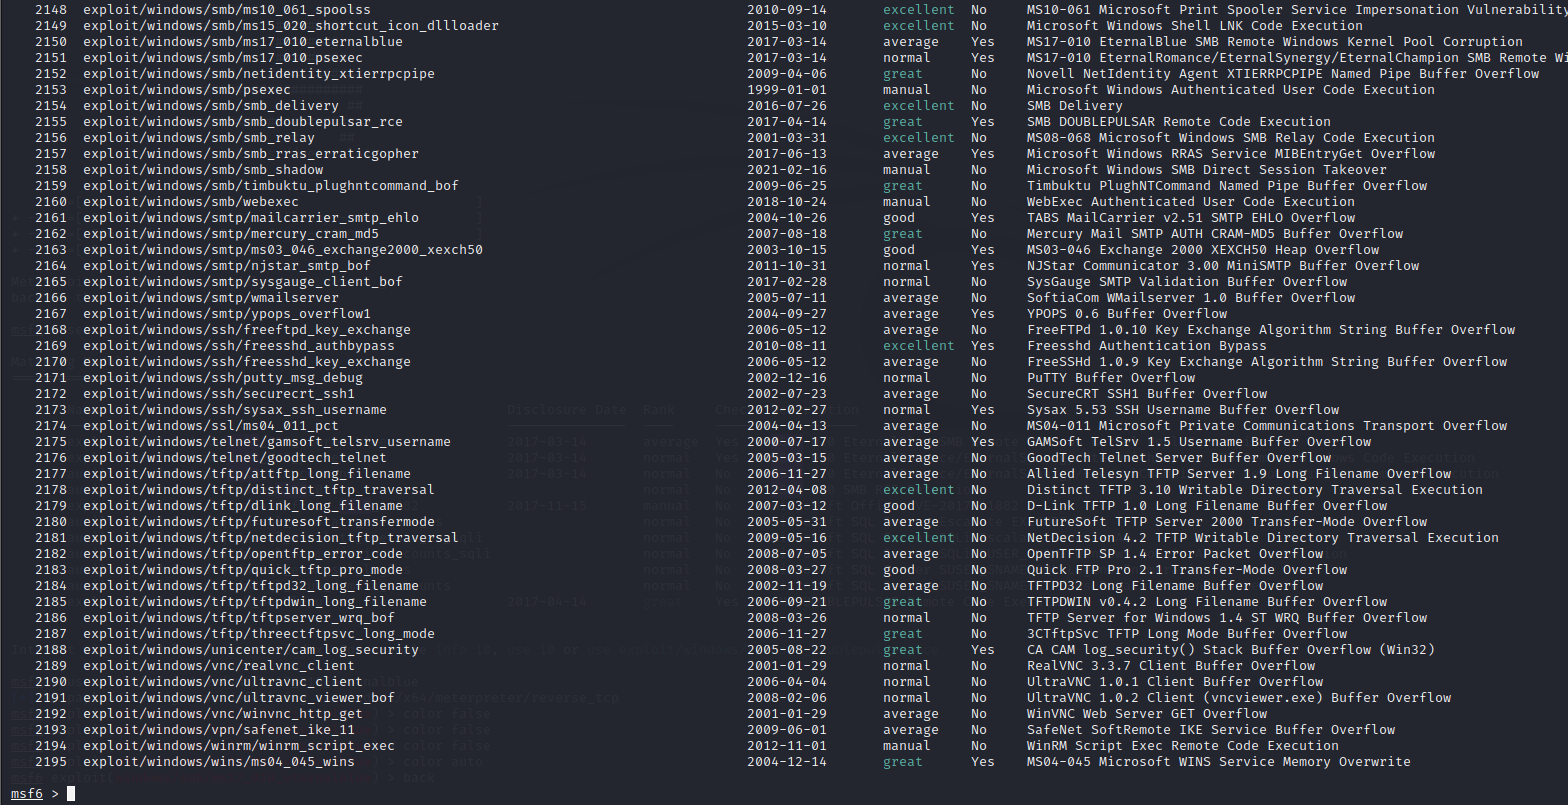 2148 exploit/windows/smb/ms10_061_spoolss 2010-09-14 excellent No MS10-061 Microsoft Print Spooler Service Impersonation Vulnerability
2149 exploit/windows/smb/ms15_020_shortcut_icon_dllloader 2015-03-10 excellent No Microsoft Windows Shell LNK Code Execution
2150 exploit/windows/smb/ms17_010_eternalblue 2017-03-14 average Yes MS17-010 EternalBlue SMB Remote Windows Kernel Pool Corruption
2151 exploit/windows/smb/ms17_010_psexec 2017-03-14 normal Yes MS17-010 EternalRomance/EternalSynergy/EternalChampion SMB Remote Wi
2152 exploit/windows/smb/netidentity_xtierrpcpipe 2009-04-06 great No Novell NetIdentity Agent XTIERRPCPIPE Named Pipe Buffer Overflow
2153 exploit/windows/smb/psexec 1999-01-01 manual No Microsoft Windows Authenticated User Code Execution
2154 exploit/windows/smb/smb_delivery 2016-07-26 excellent No SMB Delivery
2155 exploit/windows/smb/smb_doublepulsar_rce 2017-04-14 great Yes SMB DOUBLEPULSAR Remote Code Execution
2156 exploit/windows/smb/smb_relay 2001-03-31 excellent No MS08-068 Microsoft Windows SMB Relay Code Execution
2157 exploit/windows/smb/smb_rras_erraticgopher 2017-06-13 average Yes Microsoft Windows RRAS Service MIBEntryGet Overflow
2158 exploit/windows/smb/smb_shadow 2021-02-16 manual No Microsoft Windows SMB Direct Session Takeover
2159 exploit/windows/smb/timbuktu_plughntcommand_bof 2009-06-25 great No Timbuktu PlughNTCommand Named Pipe Buffer Overflow
2160 exploit/windows/smb/webexec 2018-10-24 manual No WebExec Authenticated User Code Execution
2161 exploit/windows/smtp/mailcarrier_smtp_ehlo 2004-10-26 good Yes TABS MailCarrier v2.51 SMTP EHLO Overflow
2162 exploit/windows/smtp/mercury_cram_md5 2007-08-18 great No Mercury Mail SMTP AUTH CRAM-MD5 Buffer Overflow
2163 exploit/windows/smtp/ms03_046_exchange2000_xexch50 2003-10-15 good Yes MS03-046 Exchange 2000 XEXCH50 Heap Overflow
2164 exploit/windows/smtp/njstar_smtp_bof 2011-10-31 normal Yes NJStar Communicator 3.00 MiniSMTP Buffer Overflow
2165 exploit/windows/smtp/sysgauge_client_bof 2017-02-28 normal No SysGauge SMTP Validation Buffer Overflow
2166 exploit/windows/smtp/wmailserver 2005-07-11 average No SoftiaCom WMailserver 1.0 Buffer Overflow
2167 exploit/windows/smtp/ypops_overflow1 2004-09-27 average Yes YPOPS 0.6 Buffer Overflow
2168 exploit/windows/ssh/freeftpd_key_exchange 2006-05-12 average No FreeFTPd 1.0.10 Key Exchange Algorithm String Buffer Overflow
2169 exploit/windows/ssh/freesshd_authbypass 2010-08-11 excellent Yes Freesshd Authentication Bypass
2170 exploit/windows/ssh/freesshd_key_exchange 2006-05-12 average No FreeSSHd 1.0.9 Key Exchange Algorithm String Buffer Overflow
2171 exploit/windows/ssh/putty_msg_debug 2002-12-16 normal No PuTTY Buffer Overflow
2172 exploit/windows/ssh/securecrt_ssh1 2002-07-23 average No SecureCRT SSH1 Buffer Overflow
2173 exploit/windows/ssh/sysax_ssh_username 2012-02-27 normal Yes Sysax 5.53 SSH Username Buffer Overflow
2174 exploit/windows/ssl/ms04_011_pct 2004-04-13 average No MS04-011 Microsoft Private Communications Transport Overflow
2175 exploit/windows/telnet/gamsoft_telsrv_username 2000-07-17 average Yes GAMSoft TelSrv 1.5 Username Buffer Overflow
2176 exploit/windows/telnet/goodtech_telnet 2005-03-15 average No GoodTech Telnet Server Buffer Overflow
2177 exploit/windows/tftp/attftp_long_filename 2006-11-27 average No Allied Telesyn TFTP Server 1.9 Long Filename Overflow
2178 exploit/windows/tftp/distinct_tftp_traversal 2012-04-08 excellent No Distinct TFTP 3.10 Writable Directory Traversal Execution
2179 exploit/windows/tftp/dlink_long_filename 2007-03-12 good No D-Link TFTP 1.0 Long Filename Buffer Overflow
2180 exploit/windows/tftp/futuresoft_transfermode 2005-05-31 average No FutureSoft TFTP Server 2000 Transfer-Mode Overflow
2181 exploit/windows/tftp/netdecision_tftp_traversal 2009-05-16 excellent No NetDecision 4.2 TFTP Writable Directory Traversal Execution
2182 exploit/windows/tftp/opentftp_error_code 2008-07-05 average No OpenTFTP SP 1.4 Error Packet Overflow
2183 exploit/windows/tftp/quick_tftp_pro_mode 2008-03-27 good No Quick FTP Pro 2.1 Transfer-Mode Overflow
2184 exploit/windows/tftp/tftpd32_long_filename 2002-11-19 average No TFTPD32 Long Filename Buffer Overflow
2185 exploit/windows/tftp/tftpdwin_long_filename 2006-09-21 great No TFTPDWIN v0.4.2 Long Filename Buffer Overflow
2186 exploit/windows/tftp/tftpserver_wrq_bof 2008-03-26 normal No TFTP Server for Windows 1.4 ST WRQ Buffer Overflow
2187 exploit/windows/tftp/threectftpsvc_long_mode 2006-11-27 great No 3CTftpSvc TFTP Long Mode Buffer Overflow
2188 exploit/windows/unicenter/cam_log_security 2005-08-22 great Yes CA CAM log_security() Stack Buffer Overflow (Win32)
2189 exploit/windows/vnc/realvnc_client 2001-01-29 normal No RealVNC 3.3.7 Client Buffer Overflow
2190 exploit/windows/vnc/ultravnc_client 2006-04-04 normal No UltraVNC 1.0.1 Client Buffer Overflow
2191 exploit/windows/vnc/ultravnc_viewer_bof 2008-02-06 normal No UltraVNC 1.0.2 Client (vncviewer.exe) Buffer Overflow
2192 exploit/windows/vnc/winvnc_http_get 2001-01-29 average No WinVNC Web Server GET Overflow
2193 exploit/windows/vpn/safenet_ike_11 2009-06-01 average No SafeNet SoftRemote IKE Service Buffer Overflow
2194 exploit/windows/winrm/winrm_script_exec 2012-11-01 manual No WinRM Script Exec Remote Code Execution
2195 exploit/windows/wins/ms04_045_wins 2004-12-14 great Yes MS04-045 Microsoft WINS Service Memory Overwrite
msf6 >